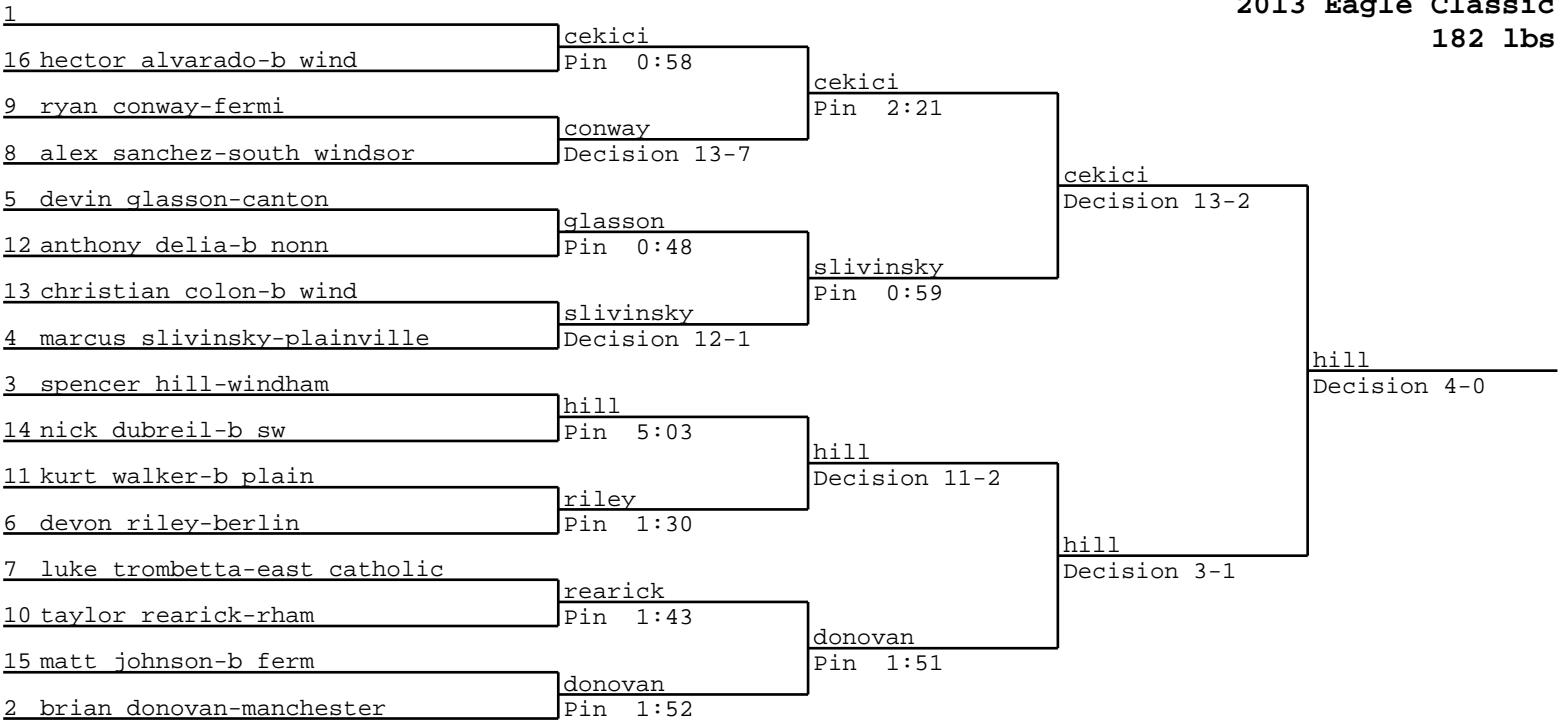 2013 Eagle Classic
182 lbs
1
16 hector alvarado-b wind
9 ryan conway-fermi
8 alex sanchez-south windsor
5 devin glasson-canton
12 anthony delia-b nonn
13 christian colon-b wind
4 marcus slivinsky-plainville
3 spencer hill-windham
14 nick dubreil-b sw
11 kurt walker-b plain
6 devon riley-berlin
7 luke trombetta-east catholic
10 taylor rearick-rham
15 matt johnson-b ferm
2 brian donovan-manchester
cekici
Pin 0:58
conway
Decision 13-7
glasson
Pin 0:48
slivinsky
Decision 12-1
hill
Pin 5:03
riley
Pin 1:30
rearick
Pin 1:43
donovan
Pin 1:52
cekici
Pin 2:21
slivinsky
Pin 0:59
hill
Decision 11-2
donovan
Pin 1:51
cekici
Decision 13-2
hill
Decision 3-1
hill
Decision 4-0